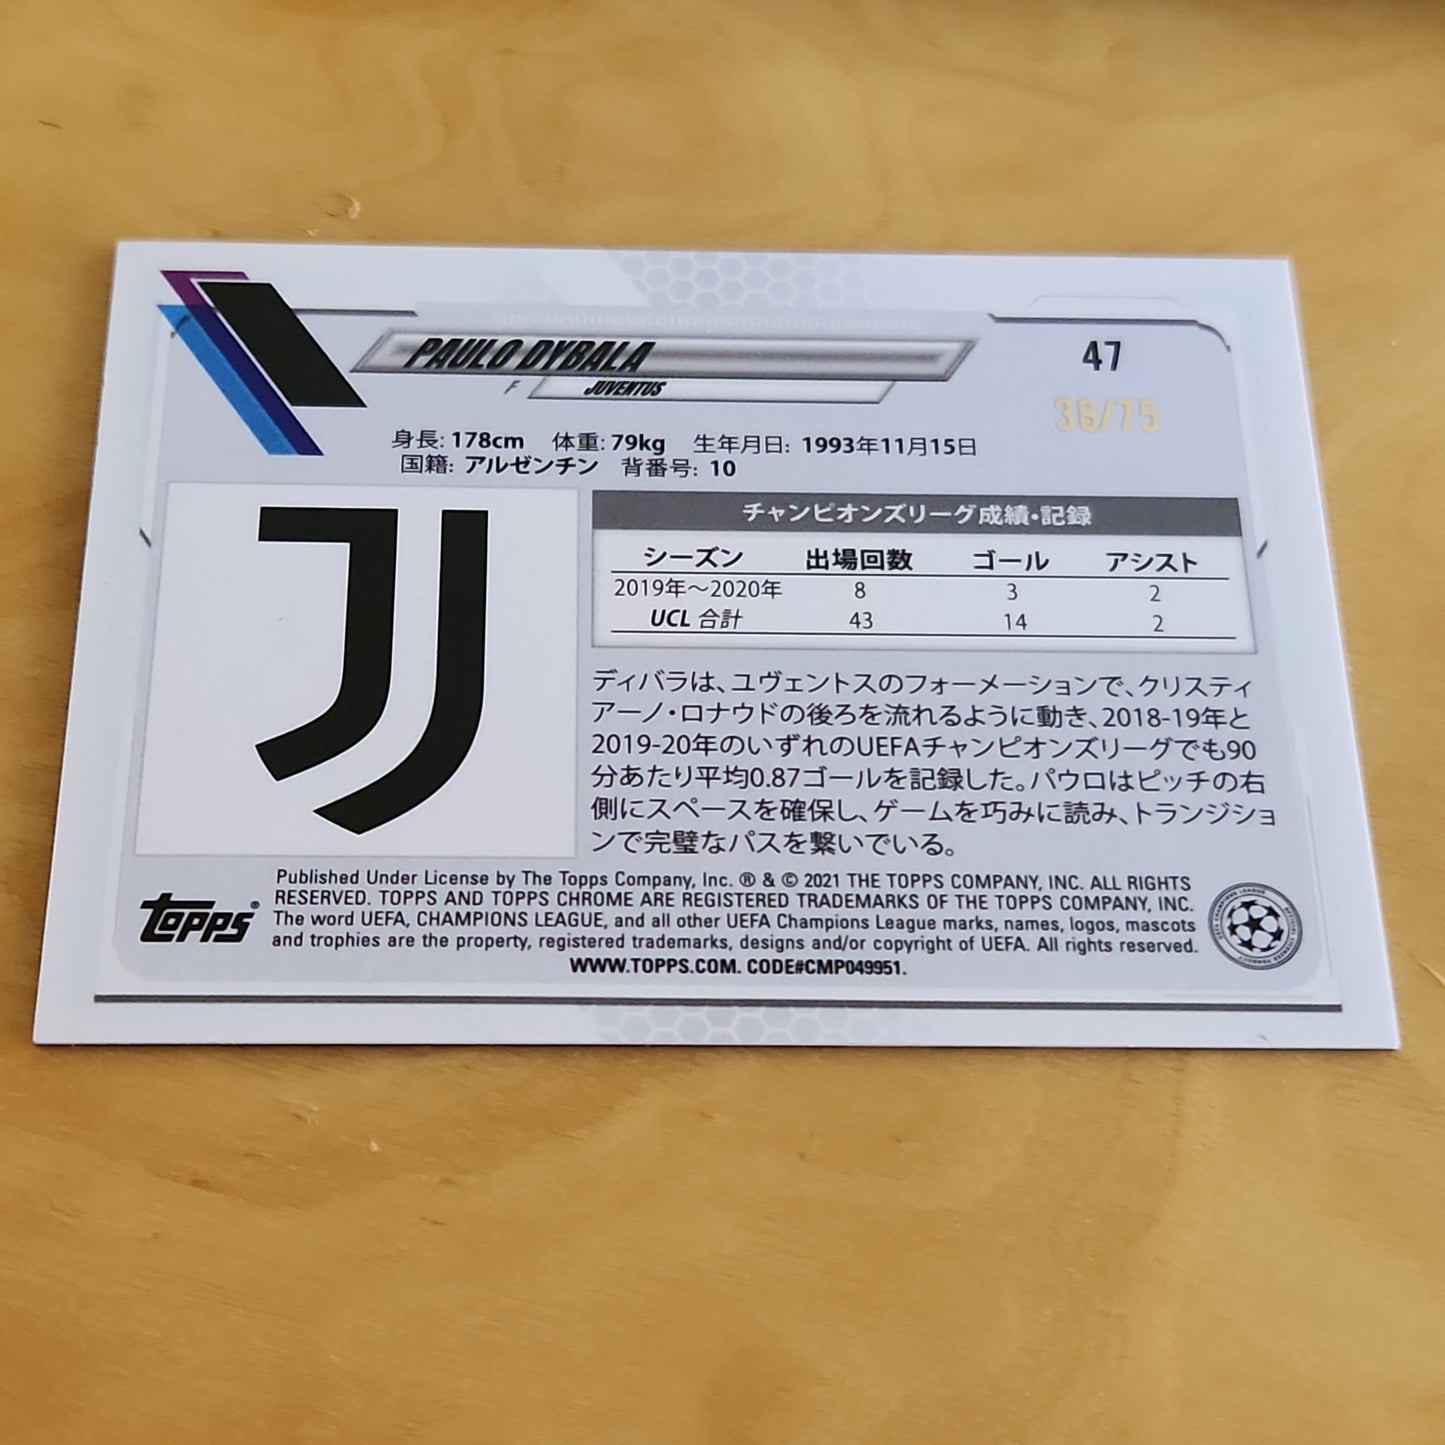 PAULO DYBALA
47
F JUVENTUS
36/75
身長: 178cm 体重: 79kg 生年月日: 1993年11月15日
国籍: アルゼンチン 背番号: 10
チャンピオンズリーグ成績・記録
シーズン 出場回数 ゴール アシスト
2019年～2020年 8 3 2
UCL 合計 43 14 2
ディバラは、ユヴェントスのフォーメーションで、クリスティ
アーノ・ロナウドの後ろを流れるように動き、2018-19年と
2019-20年のいずれのUEFAチャンピオンズリーグでも90
分あたり平均0.87ゴールを記録した。パウロはピッチの右
側にスペースを確保し、ゲームを巧みに読み、トランジショ
ンで完璧なパスを繋いでいる。
Published Under License by The Topps Company, Inc. ® & © 2021 THE TOPPS COMPANY, INC. ALL RIGHTS
RESERVED. TOPPS AND TOPPS CHROME ARE REGISTERED TRADEMARKS OF THE TOPPS COMPANY, INC.
The word UEFA, CHAMPIONS LEAGUE, and all other UEFA Champions League marks, names, logos, mascots
and trophies are the property, registered trademarks, designs and/or copyright of UEFA. All rights reserved.
WWW.TOPPS.COM. CODE#CMP049951.
topps®